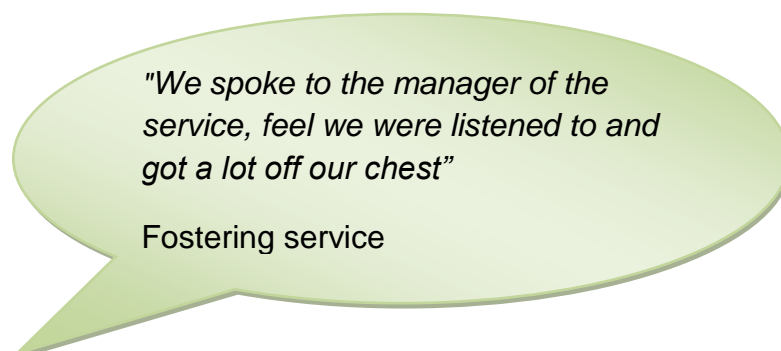 "We spoke to the manager of the
service, feel we were listened to and
got a lot off our chest”
Fostering service